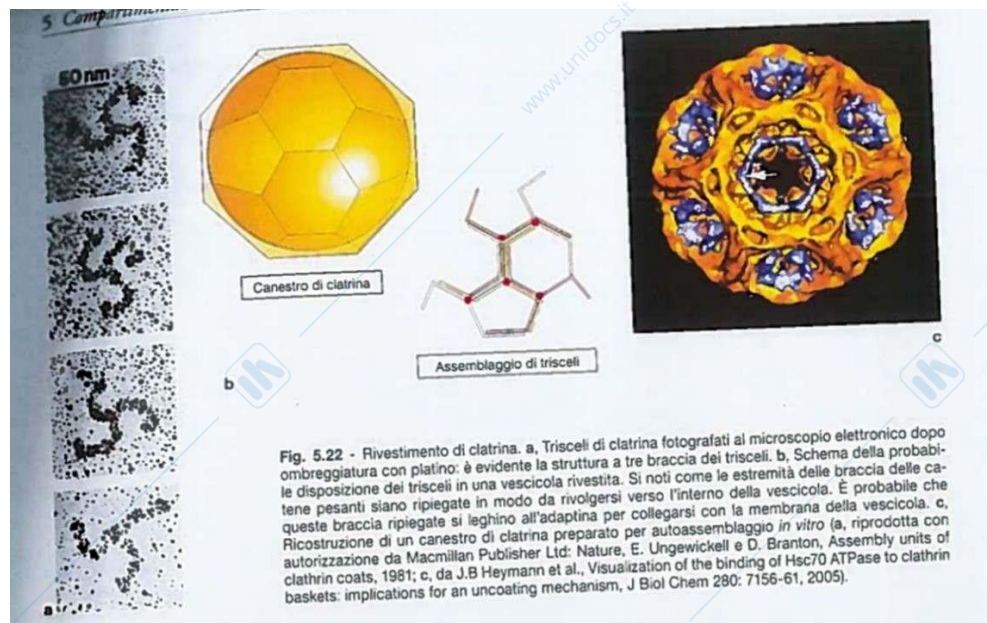 5 Compartimenti
50 nm
www.unidocs.it
Canestro di clatrina
Assemblaggio di trisceli
c
b
a
Fig. 5.22 - Rivestimento di clatrina. a, Trisceli di clatrina fotografati al microscopio elettronico dopo
ombreggiatura con platino: è evidente la struttura a tre braccia dei trisceli. b, Schema della probabi-
le disposizione dei trisceli in una vescicola rivestita. Si noti come le estremità delle braccia delle ca-
tene pesanti siano ripiegate in modo da rivolgersi verso l'interno della vescicola. È probabile che
queste braccia ripiegate si leghino all'adaptina per collegarsi con la membrana della vescicola. c,
Ricostruzione di un canestro di clatrina preparato per autoassemblaggio in vitro (a, riprodotta con
autorizzazione da Macmillan Publisher Ltd: Nature, E. Ungewickell e D. Branton, Assembly units of
clathrin coats, 1981; c, da J.B Heymann et al., Visualization of the binding of Hsc70 ATPase to clathrin
baskets: implications for an uncoating mechanism, J Biol Chem 280: 7156-61, 2005).